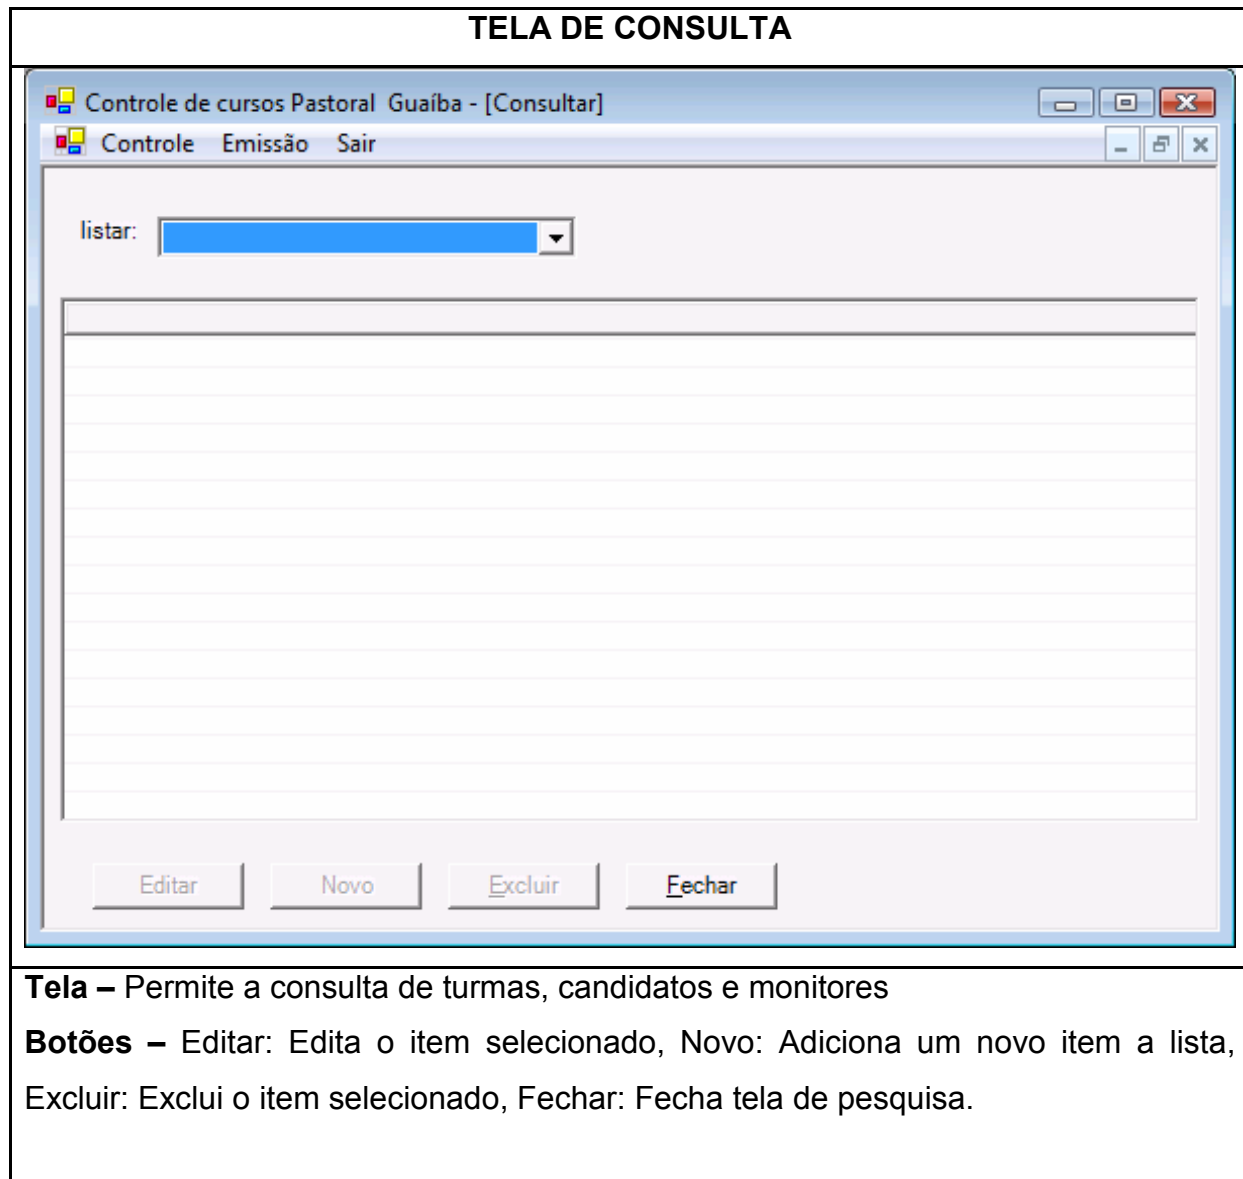 TELA DE CONSULTA
Controle de cursos Pastoral Guaíba - [Consultar]
Controle Emissão Sair
listar:
Editar Novo Excluir Fechar
Tela – Permite a consulta de turmas, candidatos e monitores
Botões – Editar: Edita o item selecionado, Novo: Adiciona um novo item a lista,
Excluir: Exclui o item selecionado, Fechar: Fecha tela de pesquisa.